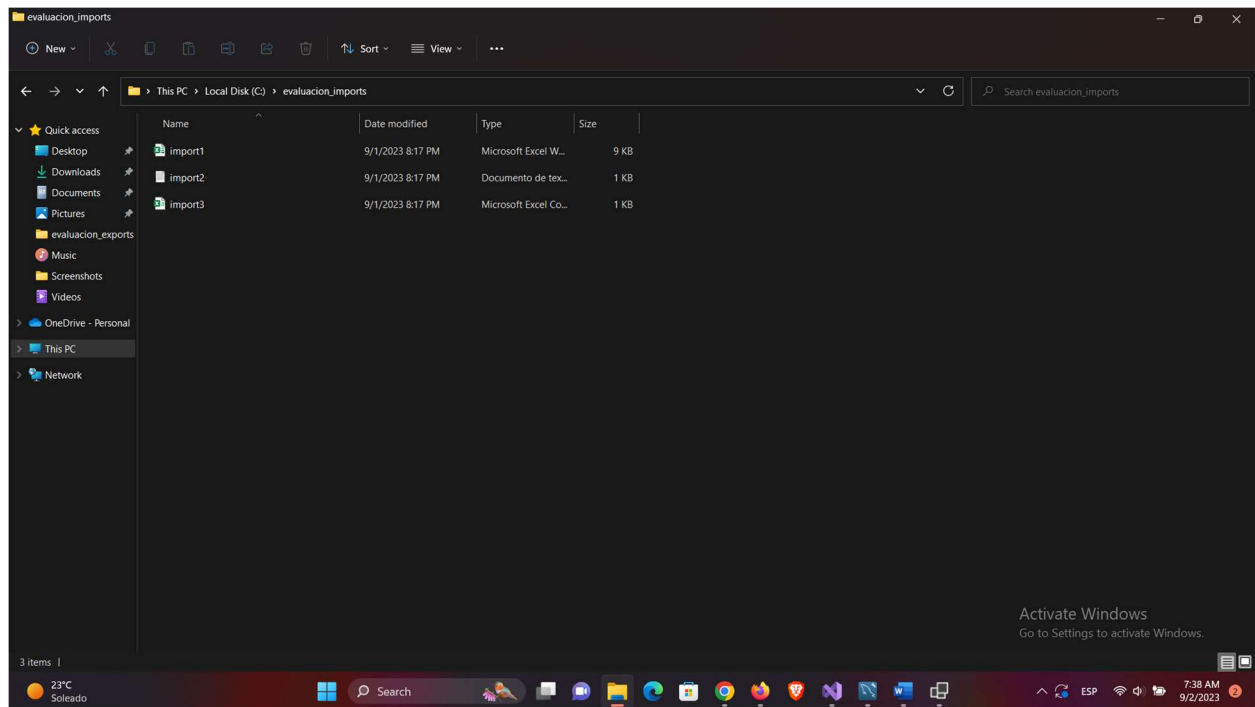 evaluacion_imports
New Sort View
This PC > Local Disk (C:) > evaluacion_imports Search evaluacion_imports
Quick access
Desktop
Downloads
Documents
Pictures
evaluacion_exports
Music
Screenshots
Videos
OneDrive - Personal
This PC
Network
Name Date modified Type Size
import1 9/1/2023 8:17 PM Microsoft Excel W... 9 KB
import2 9/1/2023 8:17 PM Documento de tex... 1 KB
import3 9/1/2023 8:17 PM Microsoft Excel Co... 1 KB
Activate Windows
Go to Settings to activate Windows.
3 items
23°C
Soleado
Search
ESP
7:38 AM
9/2/2023
2